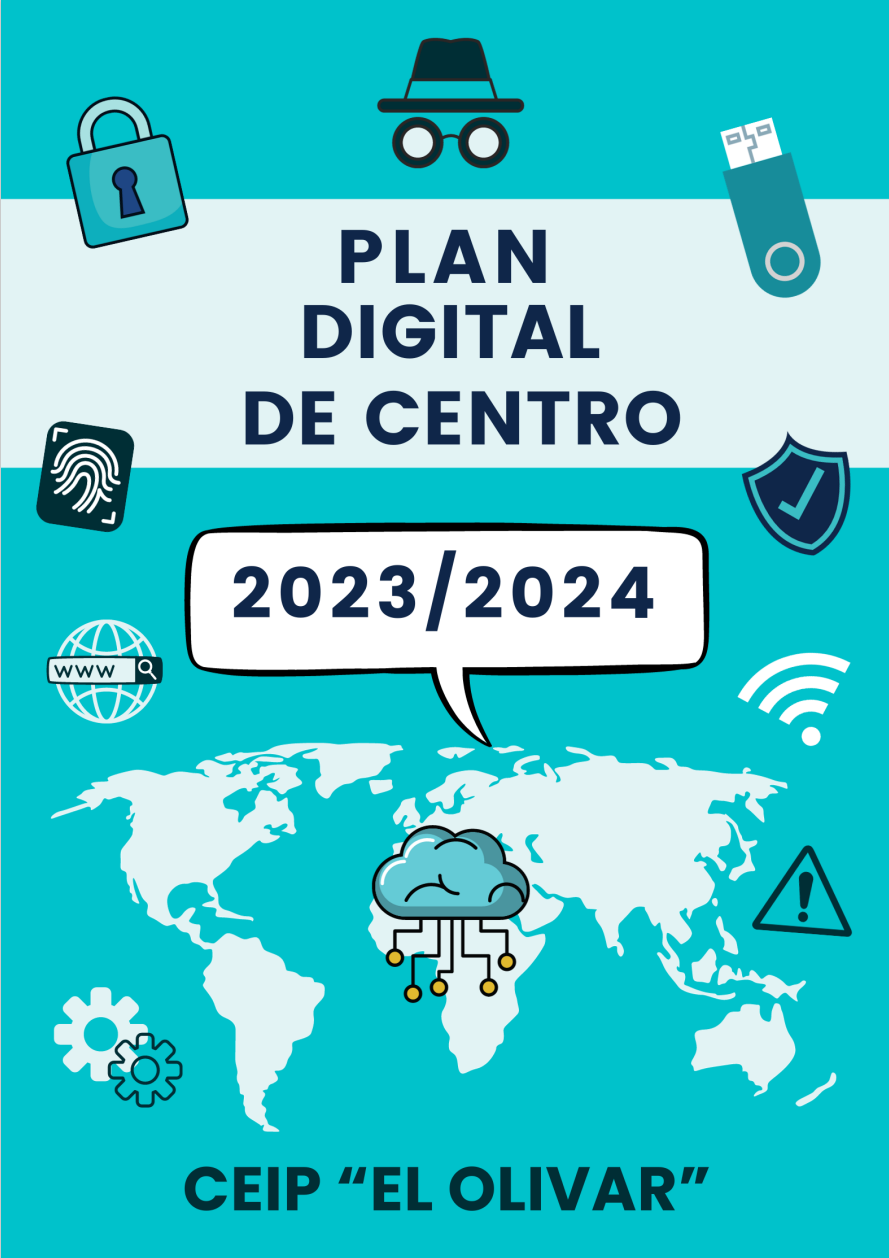 PLAN
DIGITAL
DE CENTRO
2023/2024
WWW
CEIP “EL OLIVAR”